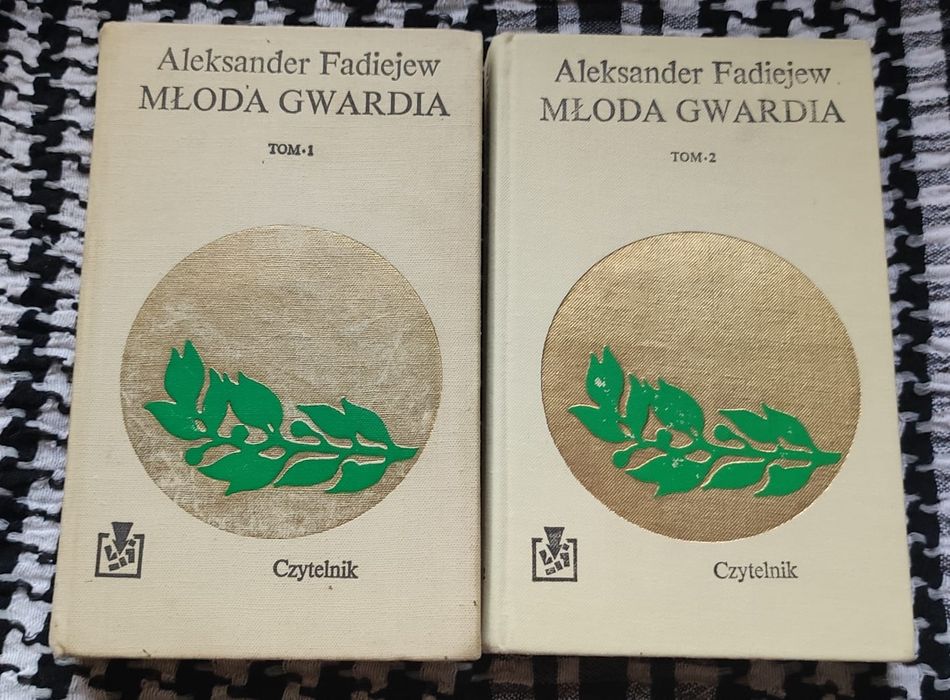 Aleksander Fadiejew
MŁODA GWARDIA
TOM·1
Czytelnik
Aleksander Fadiejew
MŁODA GWARDIA
TOM·2
Czytelnik